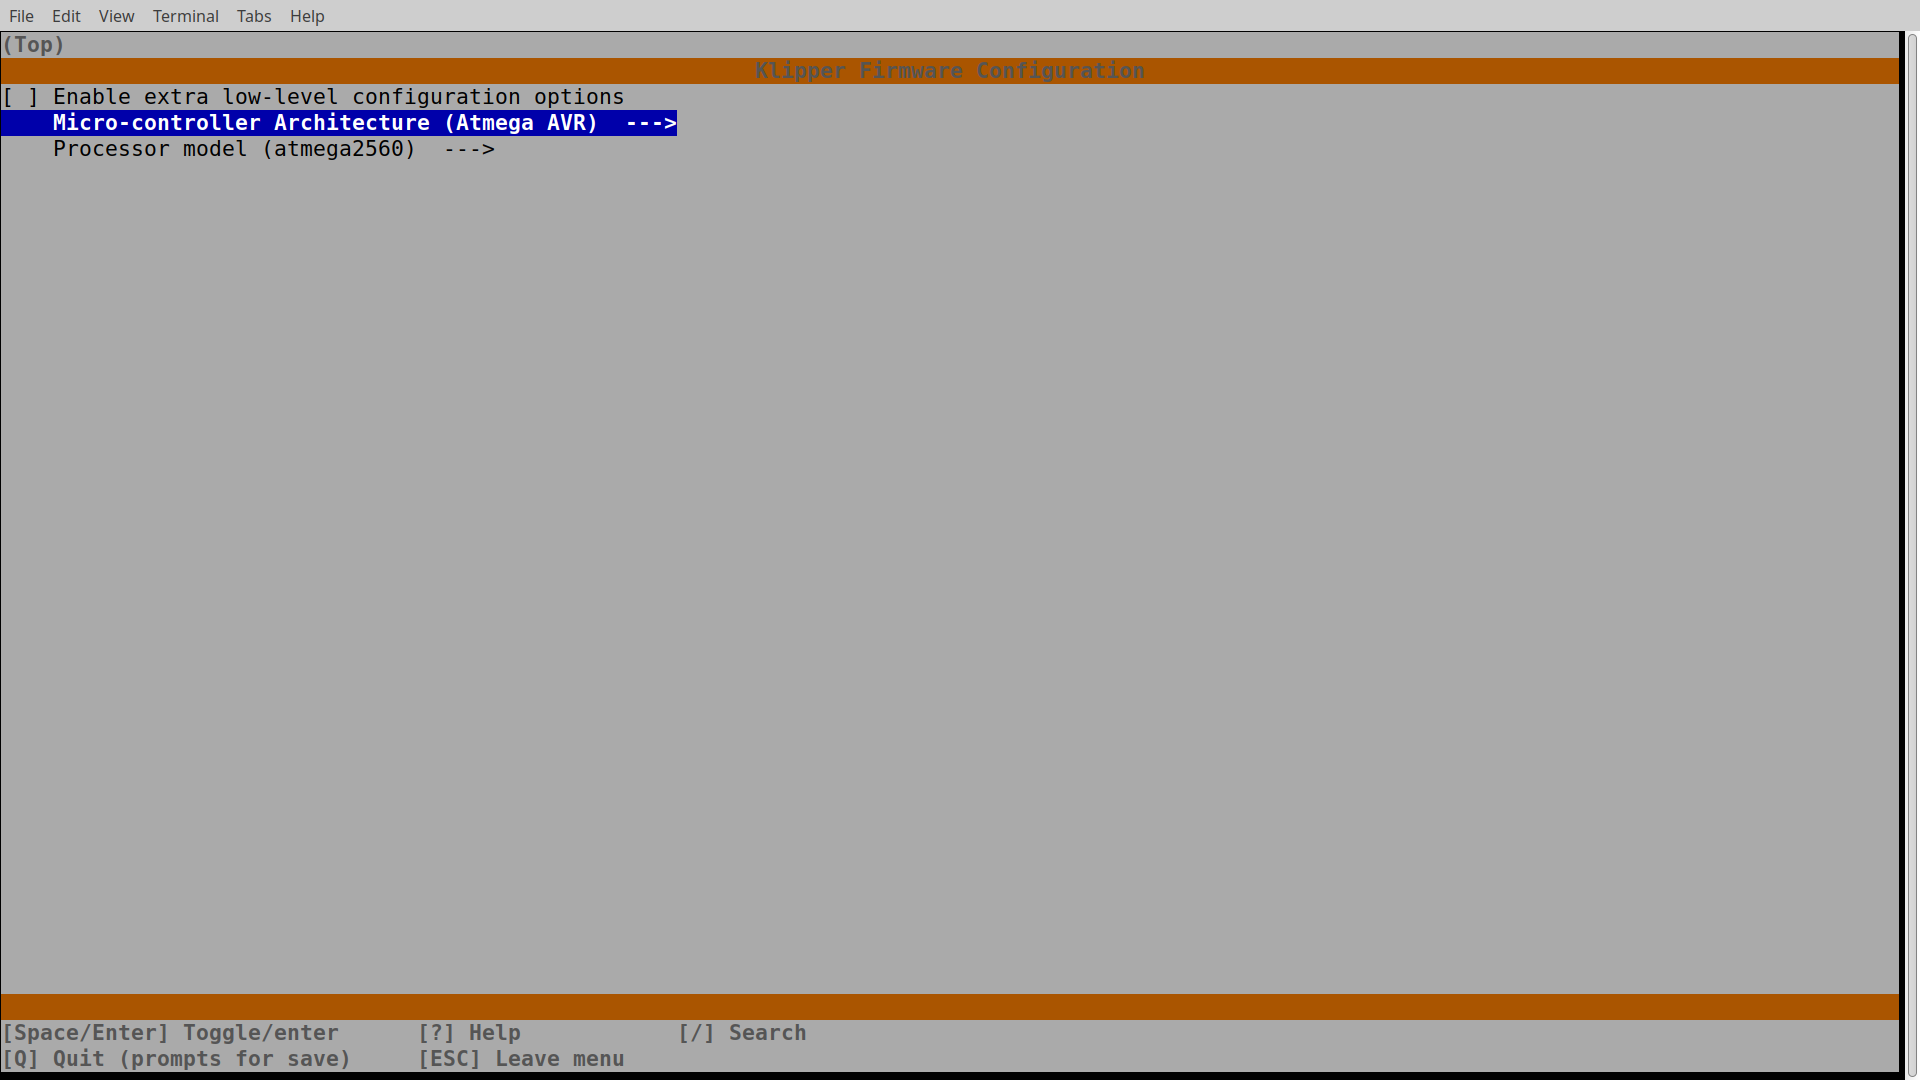 File Edit View Terminal Tabs Help
(Top)
Klipper Firmware Configuration
[ ] Enable extra low-level configuration options
Micro-controller Architecture (Atmega AVR)  --->
Processor model (atmega2560)  --->
[Space/Enter] Toggle/enter [?] Help [/] Search
[Q] Quit (prompts for save) [ESC] Leave menu